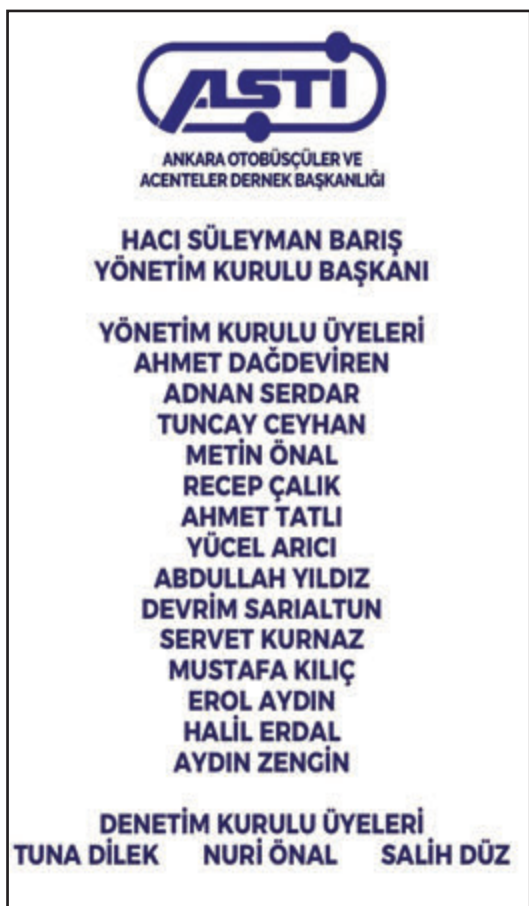 AŞTİ
ANKARA OTOBÜSÇÜLER VE
ACENTELER DERNEK BAŞKANLIĞI
HACI SÜLEYMAN BARIŞ
YÖNETİM KURULU BAŞKANI
YÖNETİM KURULU ÜYELERİ
AHMET DAĞDEVİREN
ADNAN SERDAR
TUNCAY CEYHAN
METİN ÖNAL
RECEP ÇALIK
AHMET TATLI
YÜCEL ARICI
ABDULLAH YILDIZ
DEVRİM SARIALTUN
SERVET KURNAZ
MUSTAFA KILIÇ
EROL AYDIN
HALİL ERDAL
AYDIN ZENGİN
DENETİM KURULU ÜYELERİ
TUNA DİLEK NURİ ÖNAL SALİH DÜZ